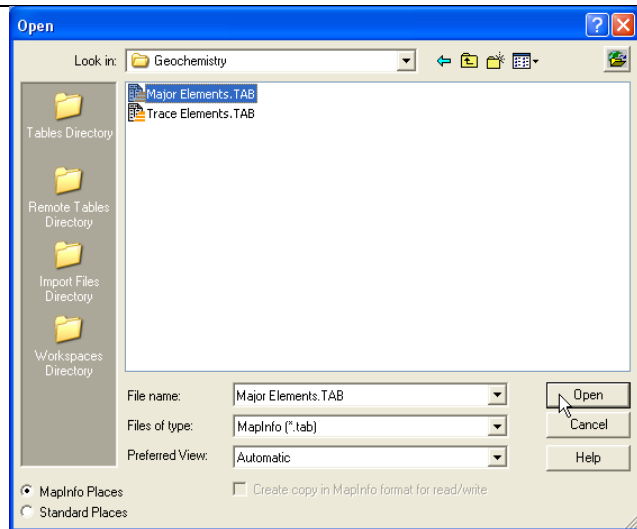 Open
Look in: Geochemistry
Major Elements.TAB
Trace Elements.TAB
Tables Directory
Remote Tables
Directory
Import Files
Directory
Workspaces
Directory
File name: Major Elements.TAB Open
Files of type: MapInfo (*.tab) Cancel
Preferred View: Automatic Help
MapInfo Places Create copy in MapInfo format for read/write
Standard Places